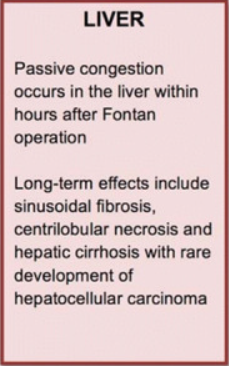 LIVER
Passive congestion
occurs in the liver within
hours after Fontan
operation
Long-term effects include
sinusoidal fibrosis,
centrilobular necrosis and
hepatic cirrhosis with rare
development of
hepatocellular carcinoma